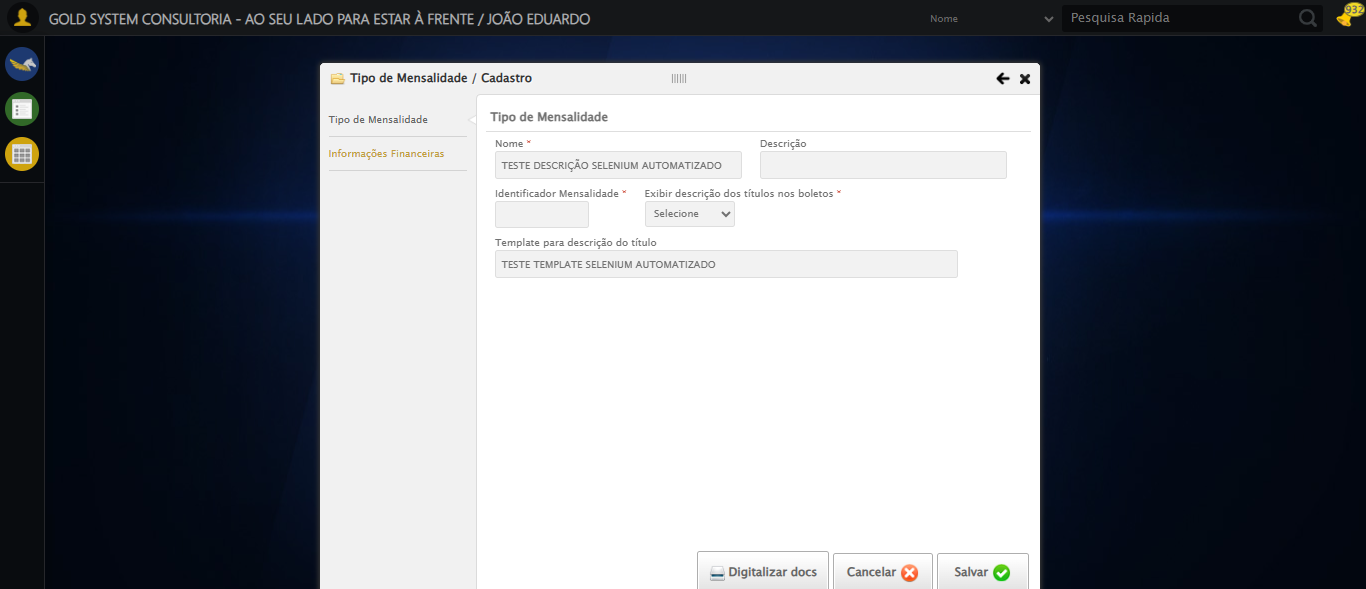 GOLD SYSTEM CONSULTORIA - AO SEU LADO PARA ESTAR À FRENTE / JOÃO EDUARDO
Nome
Pesquisa Rapida
932
Tipo de Mensalidade / Cadastro
Tipo de Mensalidade
Informações Financeiras
Tipo de Mensalidade
Nome * Descrição
TESTE DESCRIÇÃO SELENIUM AUTOMATIZADO
Identificador Mensalidade * Exibir descrição dos títulos nos boletos *
Selecione
Template para descrição do título
TESTE TEMPLATE SELENIUM AUTOMATIZADO
Digitalizar docs Cancelar Salvar